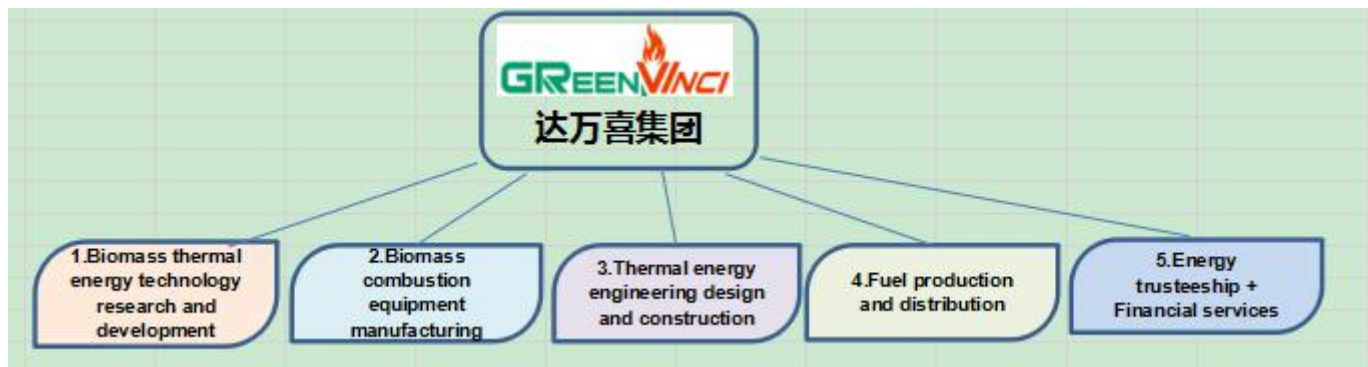 GREENVINCI
达万喜集团
1.Biomass thermal
energy technology
research and
development
2.Biomass
combustion
equipment
manufacturing
3.Thermal energy
engineering design
and construction
4.Fuel production
and distribution
5.Energy
trusteeship +
Financial services